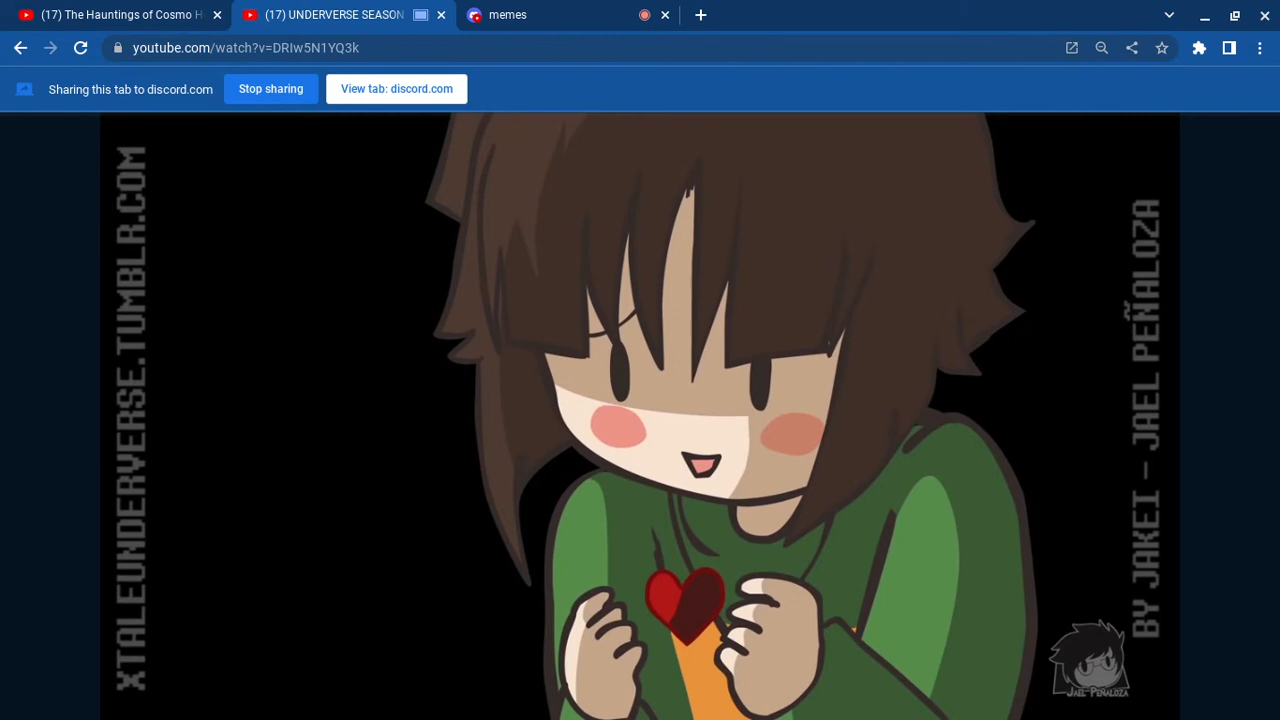 (17) The Hauntings of Cosmo H
(17) UNDERVERSE SEASON
memes
youtube.com/watch?v=DRIw5N1YQ3k
Sharing this tab to discord.com
Stop sharing
View tab: discord.com
XTALEUNDERVERSE.TUMBLR.COM
BY JAKEI - JAEL PEÑALOZA
JAEL-PEÑALOZA